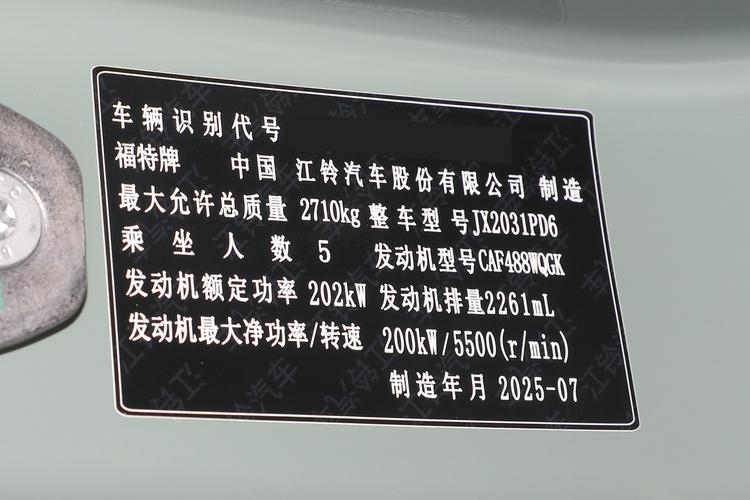 车辆识别代号
福特牌 中国 江铃汽车股份有限公司 制造
最大允许总质量 2710kg 整车型号JX2031PD6
乘坐人数 5 发动机型号CAF488WQGK
发动机额定功率 202kW 发动机排量2261mL
发动机最大净功率/转速 200kW/5500(r/min)
制造年月 2025-07